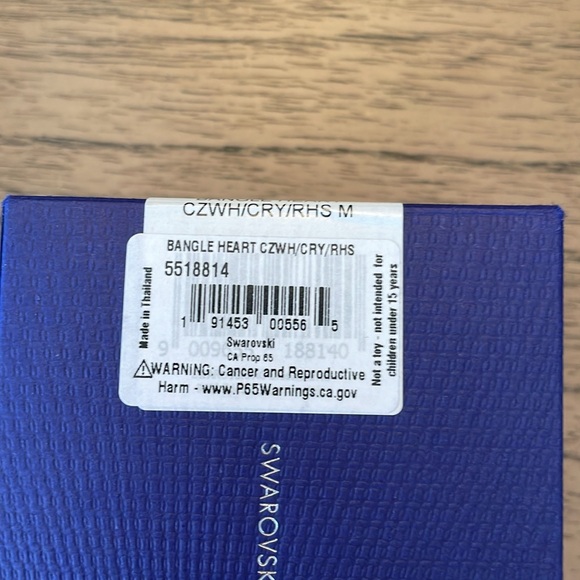 CZWH/CRY/RHS M
BANGLE HEART CZWH/CRY/RHS
5518814
Made in Thailand
Not a toy - not intended for
children under 15 years
1 91453 00556 5
Swarovski
CA Prop 65
9 188140
⚠WARNING: Cancer and Reproductive
Harm - www.P65Warnings.ca.gov
SWAROVSK